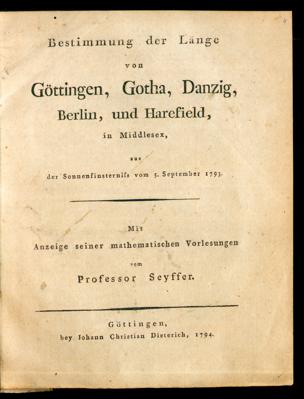 Bestimmung der Länge
von
Göttingen, Gotha, Danzig,
Berlin, und Harefield,
in Middlesex,
aus
der Sonnenfinsterniſs vom 5. September 1793.
Mit
Anzeige seiner mathematischen Vorlesungen
vom
Professor Seyffer.
Göttingen,
bey Johann Christian Dieterich, 1794.